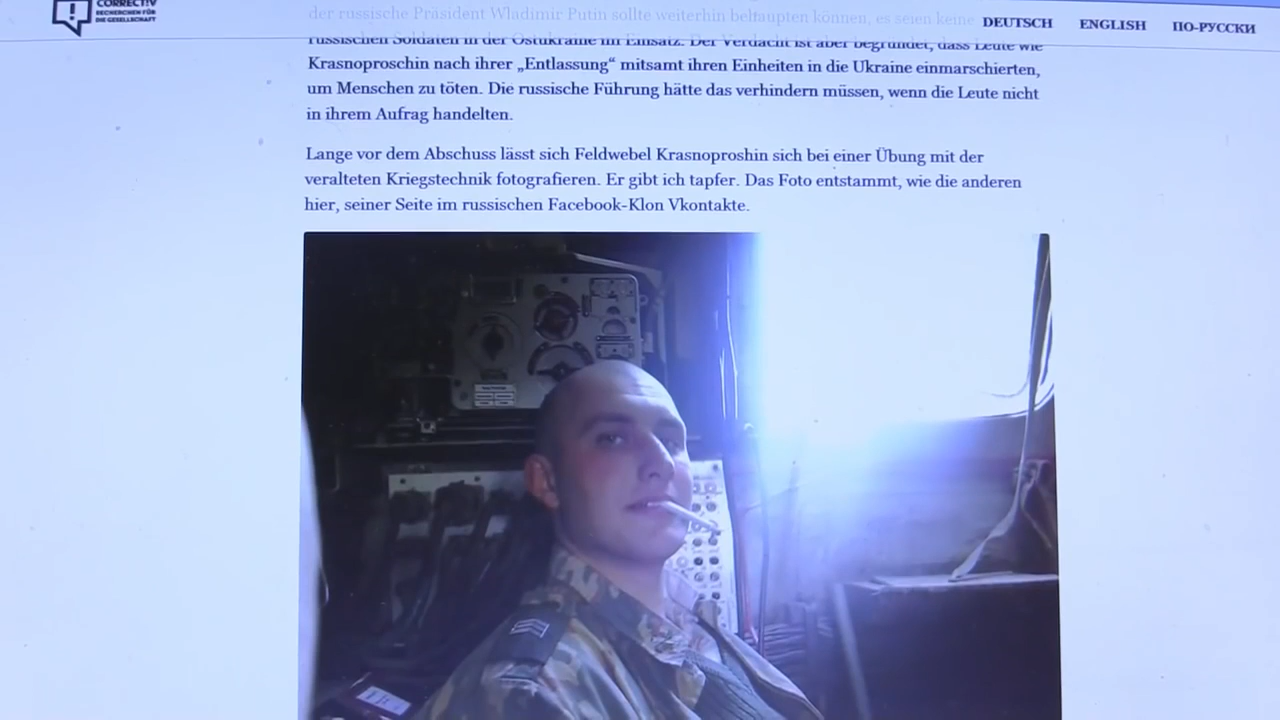 CORRECT!V
RECHERCHEN FÜR
DIE GESELLSCHAFT
DEUTSCH ENGLISH ПО-РУССКИ
der russische Präsident Wladimir Putin sollte weiterhin behaupten können, es seien keine
russischen Soldaten in der Ostukraine im Einsatz. Der Verdacht ist aber begründet, dass Leute wie
Krasnoproschin nach ihrer „Entlassung“ mitsamt ihren Einheiten in die Ukraine einmarschierten,
um Menschen zu töten. Die russische Führung hätte das verhindern müssen, wenn die Leute nicht
in ihrem Aufrag handelten.
Lange vor dem Abschuss lässt sich Feldwebel Krasnoproshin sich bei einer Übung mit der
veralteten Kriegstechnik fotografieren. Er gibt ich tapfer. Das Foto entstammt, wie die anderen
hier, seiner Seite im russischen Facebook-Klon Vkontakte.